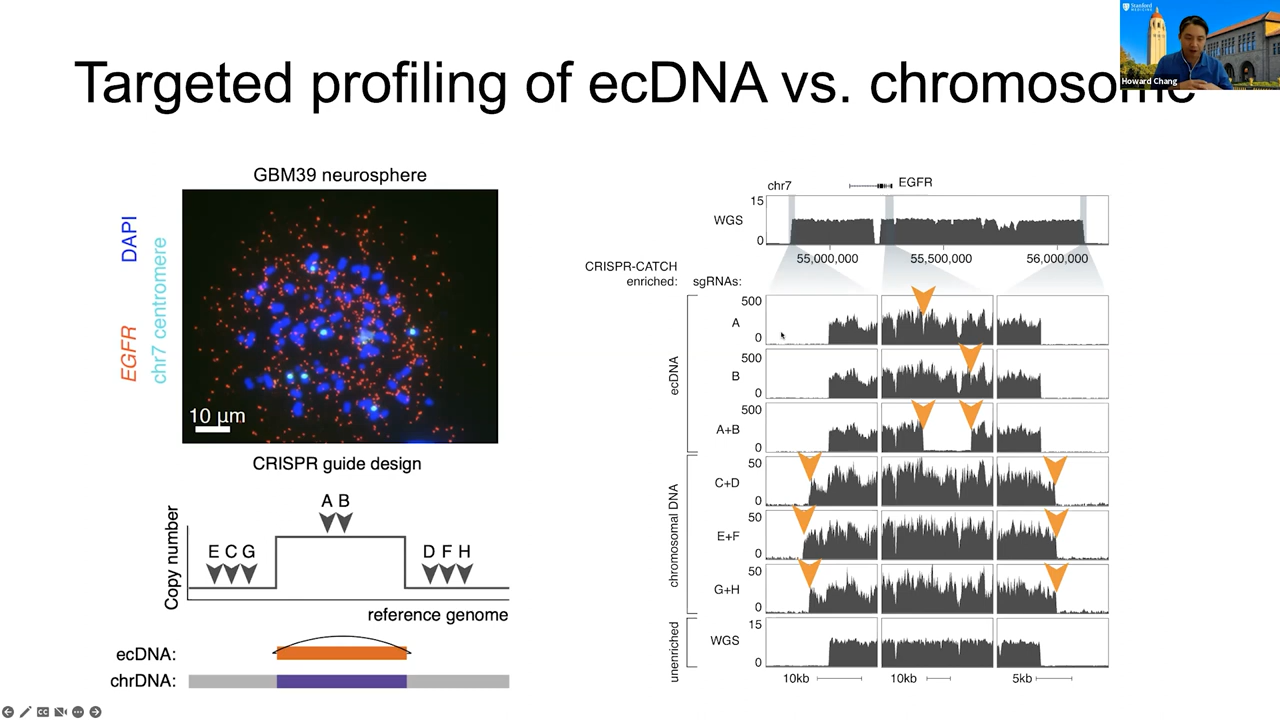 Stanford
MEDICINE
Howard Chang
Targeted profiling of ecDNA vs. chromosome
GBM39 neurosphere
EGFR
chr7 centromere
DAPI
10 µm
CRISPR guide design
A B
E C G
D F H
Copy number
reference genome
ecDNA:
chrDNA:
chr7
EGFR
15
WGS
0
55,000,000
55,500,000
56,000,000
CRISPR-CATCH
enriched:
sgRNAs:
ecDNA
500
A
0
500
B
0
500
A+B
0
chromosomal DNA
50
C+D
0
50
E+F
0
50
G+H
0
unenriched
15
WGS
0
10kb
10kb
5kb